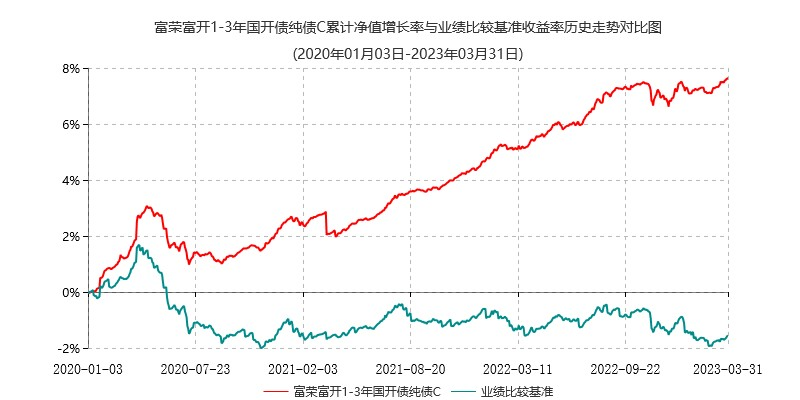 富荣富开1-3年国开债纯债C累计净值增长率与业绩比较基准收益率历史走势对比图
(2020年01月03日-2023年03月31日)
8%
6%
4%
2%
0%
-2%
2020-01-03 2020-07-23 2021-02-03 2021-08-20 2022-03-11 2022-09-22 2023-03-31
富荣富开1-3年国开债纯债C 业绩比较基准